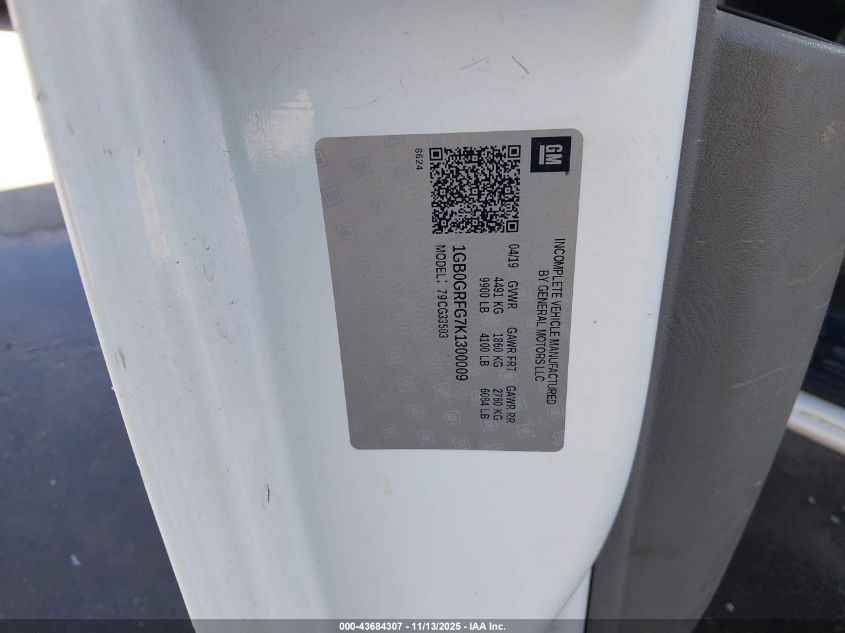 GM
INCOMPLETE VEHICLE MANUFACTURED
BY GENERAL MOTORS LLC
04/19 GVWR GAWR FRT GAWR RR
4491 KG 1860 KG 2760 KG
9900 LB 4100 LB 6084 LB
1GB0GRFG7K1300009
MODEL: 79CG33503
8624
000-43684307 - 11/13/2025 - IAA Inc.